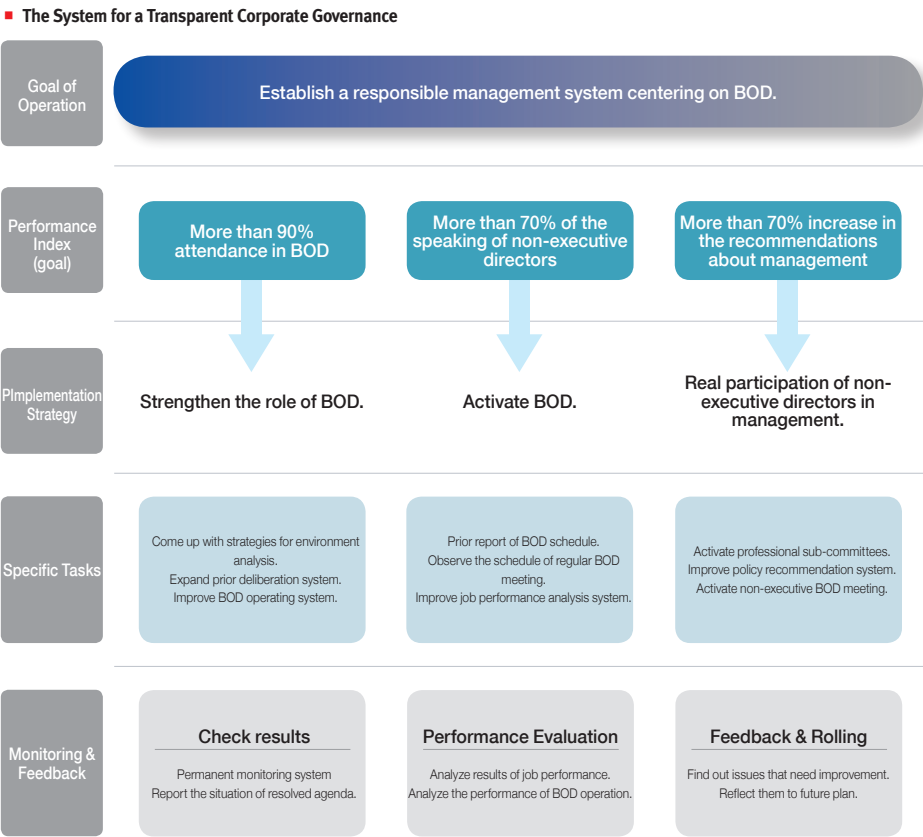 The System for a Transparent Corporate Governance
Goal of
Operation
Establish a responsible management system centering on BOD.
Performance
Index
(goal)
More than 90%
attendance in BOD
More than 70% of the
speaking of non-executive
directors
More than 70% increase in
the recommendations
about management
PImplementation
Strategy
Strengthen the role of BOD.
Activate BOD.
Real participation of non-
executive directors in
management.
Specific Tasks
Come up with strategies for environment
analysis.
Expand prior deliberation system.
Improve BOD operating system.
Prior report of BOD schedule.
Observe the schedule of regular BOD
meeting.
Improve job performance analysis system.
Activate professional sub-committees.
Improve policy recommendation system.
Activate non-executive BOD meeting.
Monitoring &
Feedback
Check results
Permanent monitoring system
Report the situation of resolved agenda.
Performance Evaluation
Analyze results of job performance.
Analyze the performance of BOD operation.
Feedback & Rolling
Find out issues that need improvement.
Reflect them to future plan.